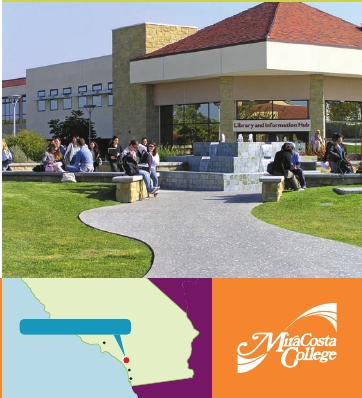 Library and Information Hub
MiraCosta
College